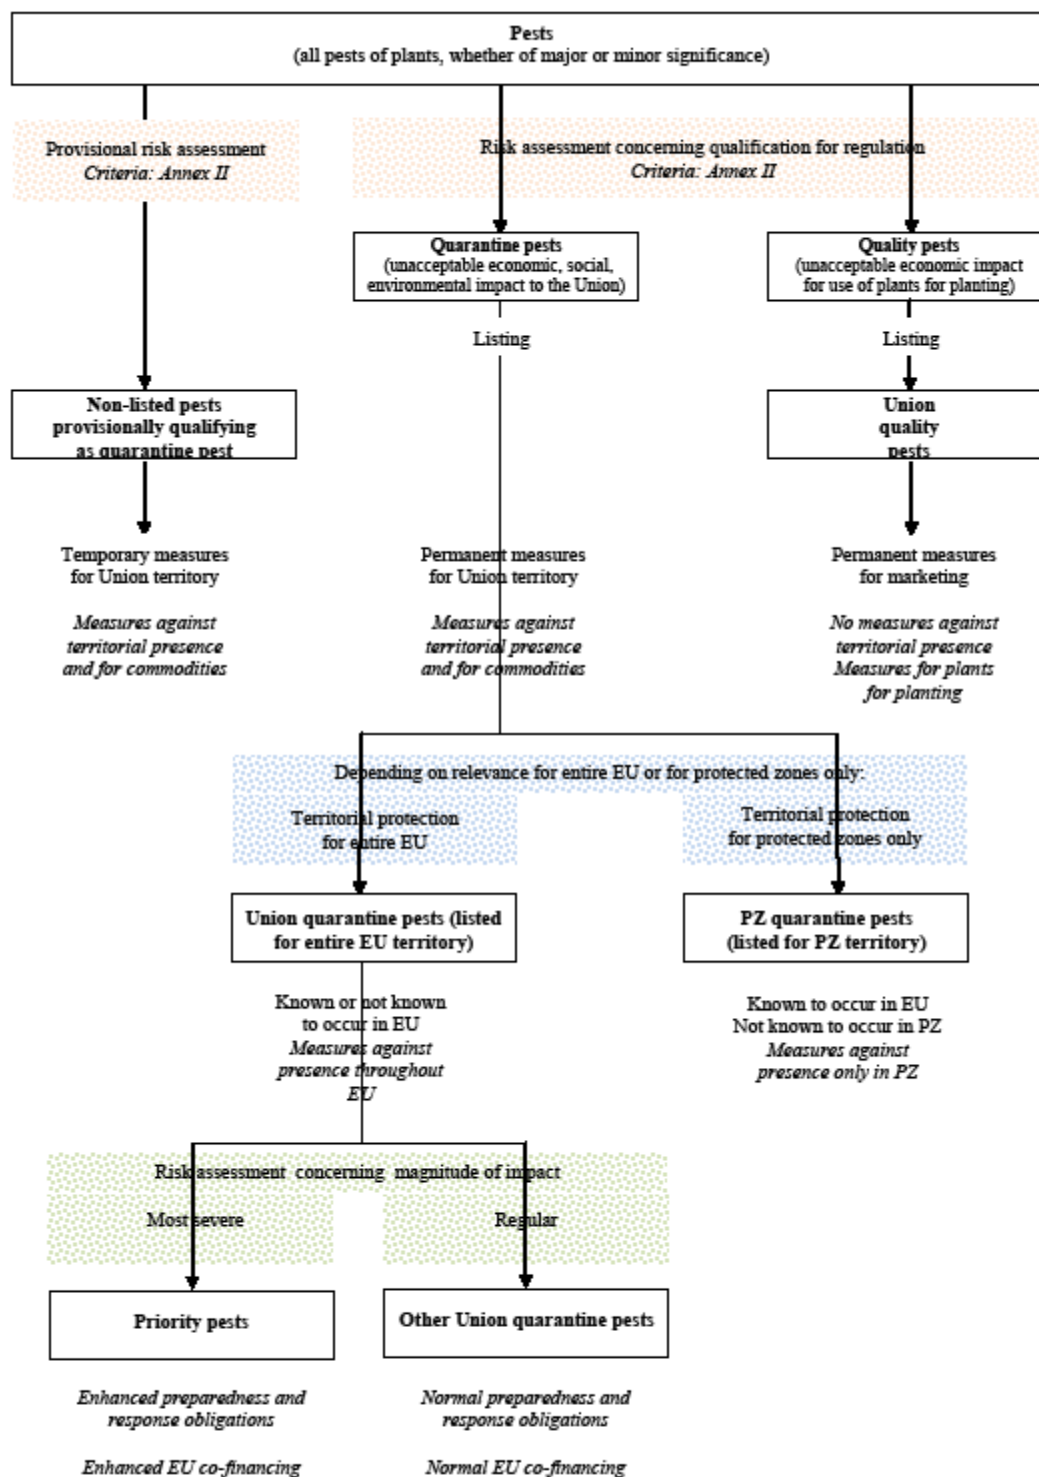 Pests
(all pests of plants, whether of major or minor significance)
Provisional risk assessment
Criteria: Annex II
Risk assessment concerning qualification for regulation
Criteria: Annex II
Quarantine pests
(unacceptable economic, social,
environmental impact to the Union)
Quality pests
(unacceptable economic impact
for use of plants for planting)
Listing
Listing
Non-listed pests
provisionally qualifying
as quarantine pest
Union
quality
pests
Temporary measures
for Union territory
Measures against
territorial presence
and for commodities
Permanent measures
for Union territory
Measures against
territorial presence
and for commodities
Permanent measures
for marketing
No measures against
territorial presence
Measures for plants
for planting
Depending on relevance for entire EU or for protected zones only:
Territorial protection
for entire EU
Territorial protection
for protected zones only
Union quarantine pests (listed
for entire EU territory)
PZ quarantine pests
(listed for PZ territory)
Known or not known
to occur in EU
Measures against
presence throughout
EU
Known to occur in EU
Not known to occur in PZ
Measures against
presence only in PZ
Risk assessment concerning magnitude of impact
Most severe
Regular
Priority pests
Other Union quarantine pests
Enhanced preparedness and
response obligations
Enhanced EU co-financing
Normal preparedness and
response obligations
Normal EU co-financing